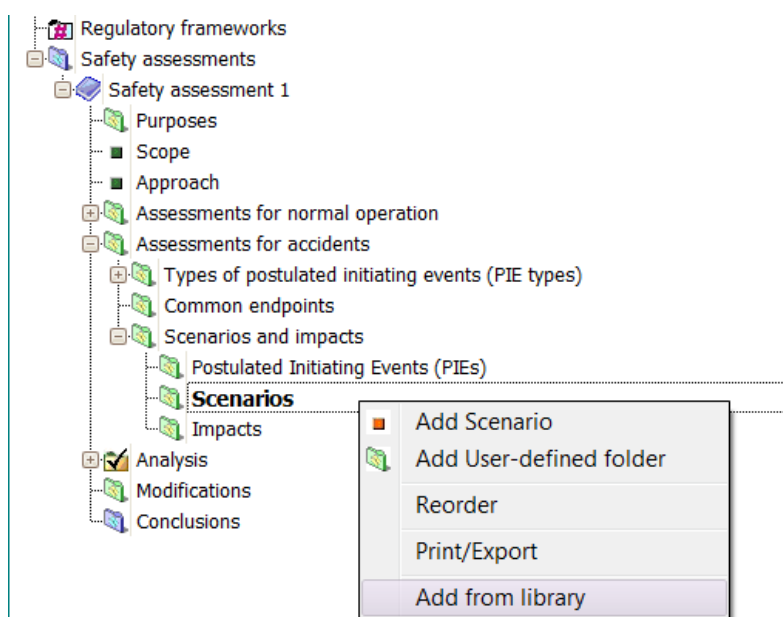 Regulatory frameworks
Safety assessments
Safety assessment 1
Purposes
Scope
Approach
Assessments for normal operation
Assessments for accidents
Types of postulated initiating events (PIE types)
Common endpoints
Scenarios and impacts
Postulated Initiating Events (PIEs)
Scenarios
Add Scenario
Impacts
Add User-defined folder
Analysis
Reorder
Modifications
Conclusions
Print/Export
Add from library